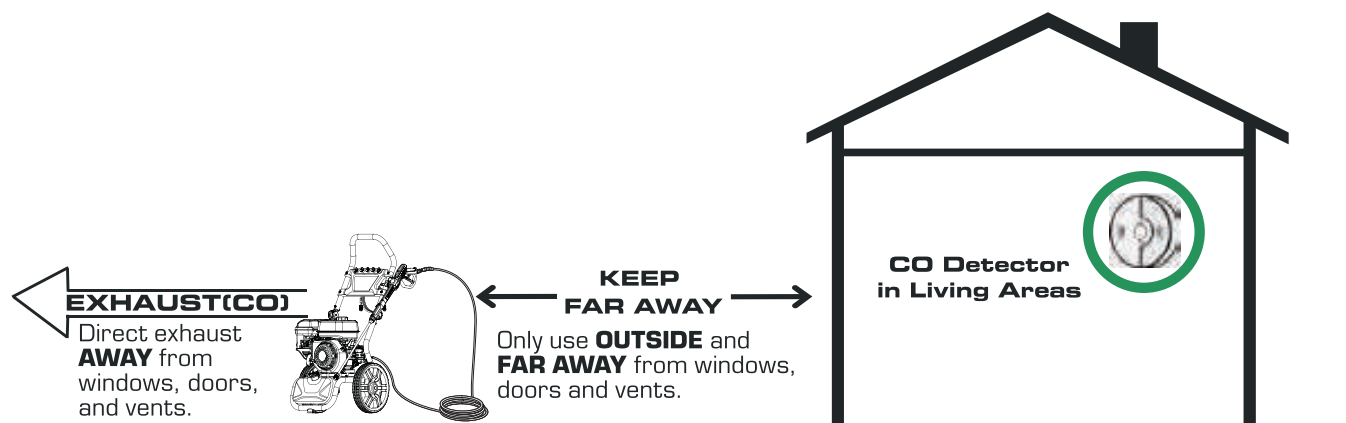 EXHAUST(CO)
Direct exhaust
AWAY from
windows, doors,
and vents.
KEEP
FAR AWAY
Only use OUTSIDE and
FAR AWAY from windows,
doors and vents.
CO Detector
in Living Areas